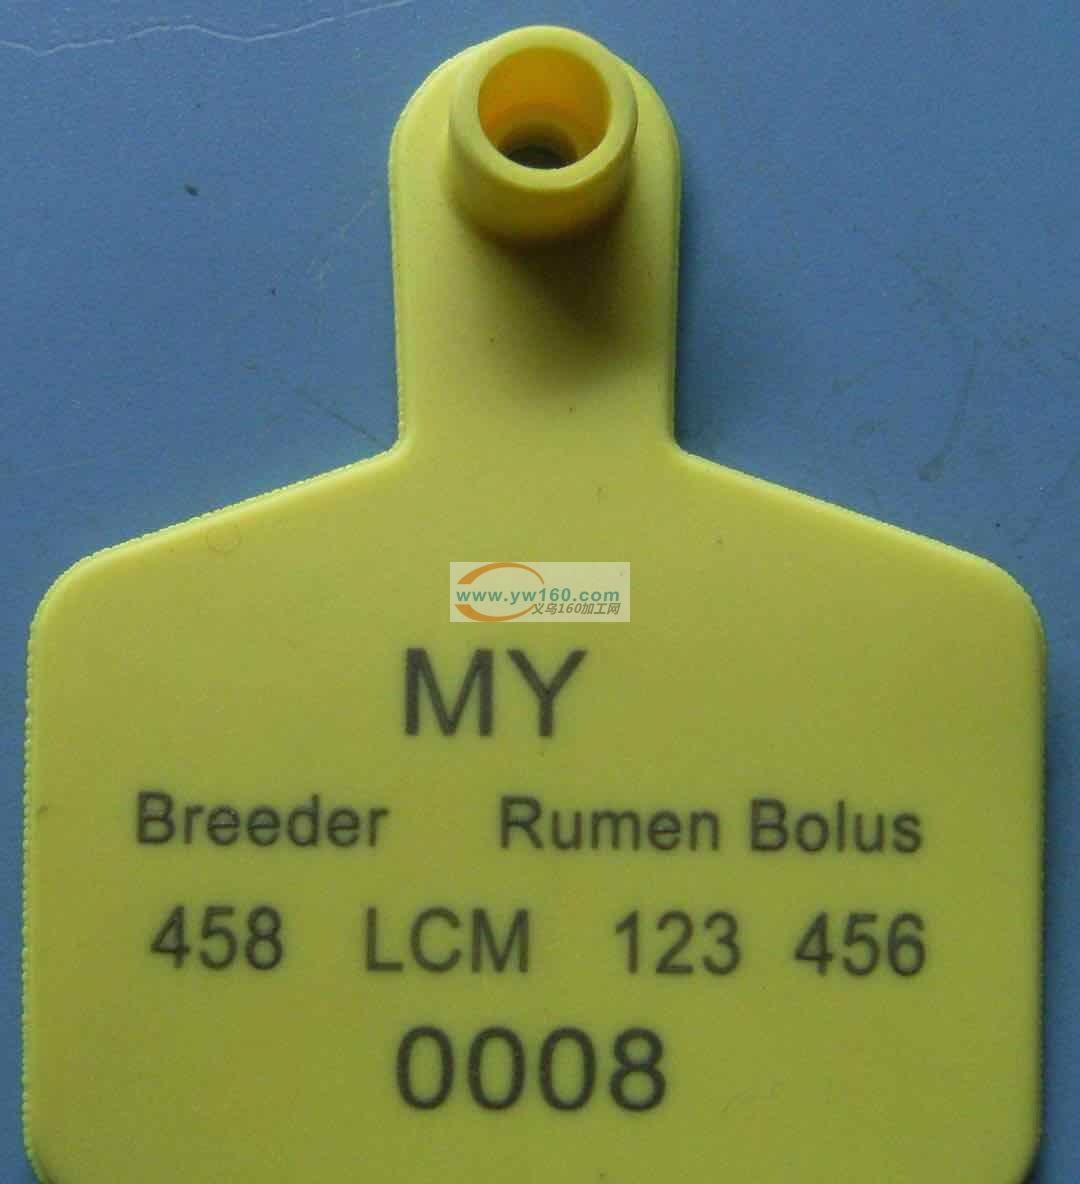 www.yw160.com
义乌160加工网
MY
Breeder Rumen Bolus
458 LCM 123 456
0008